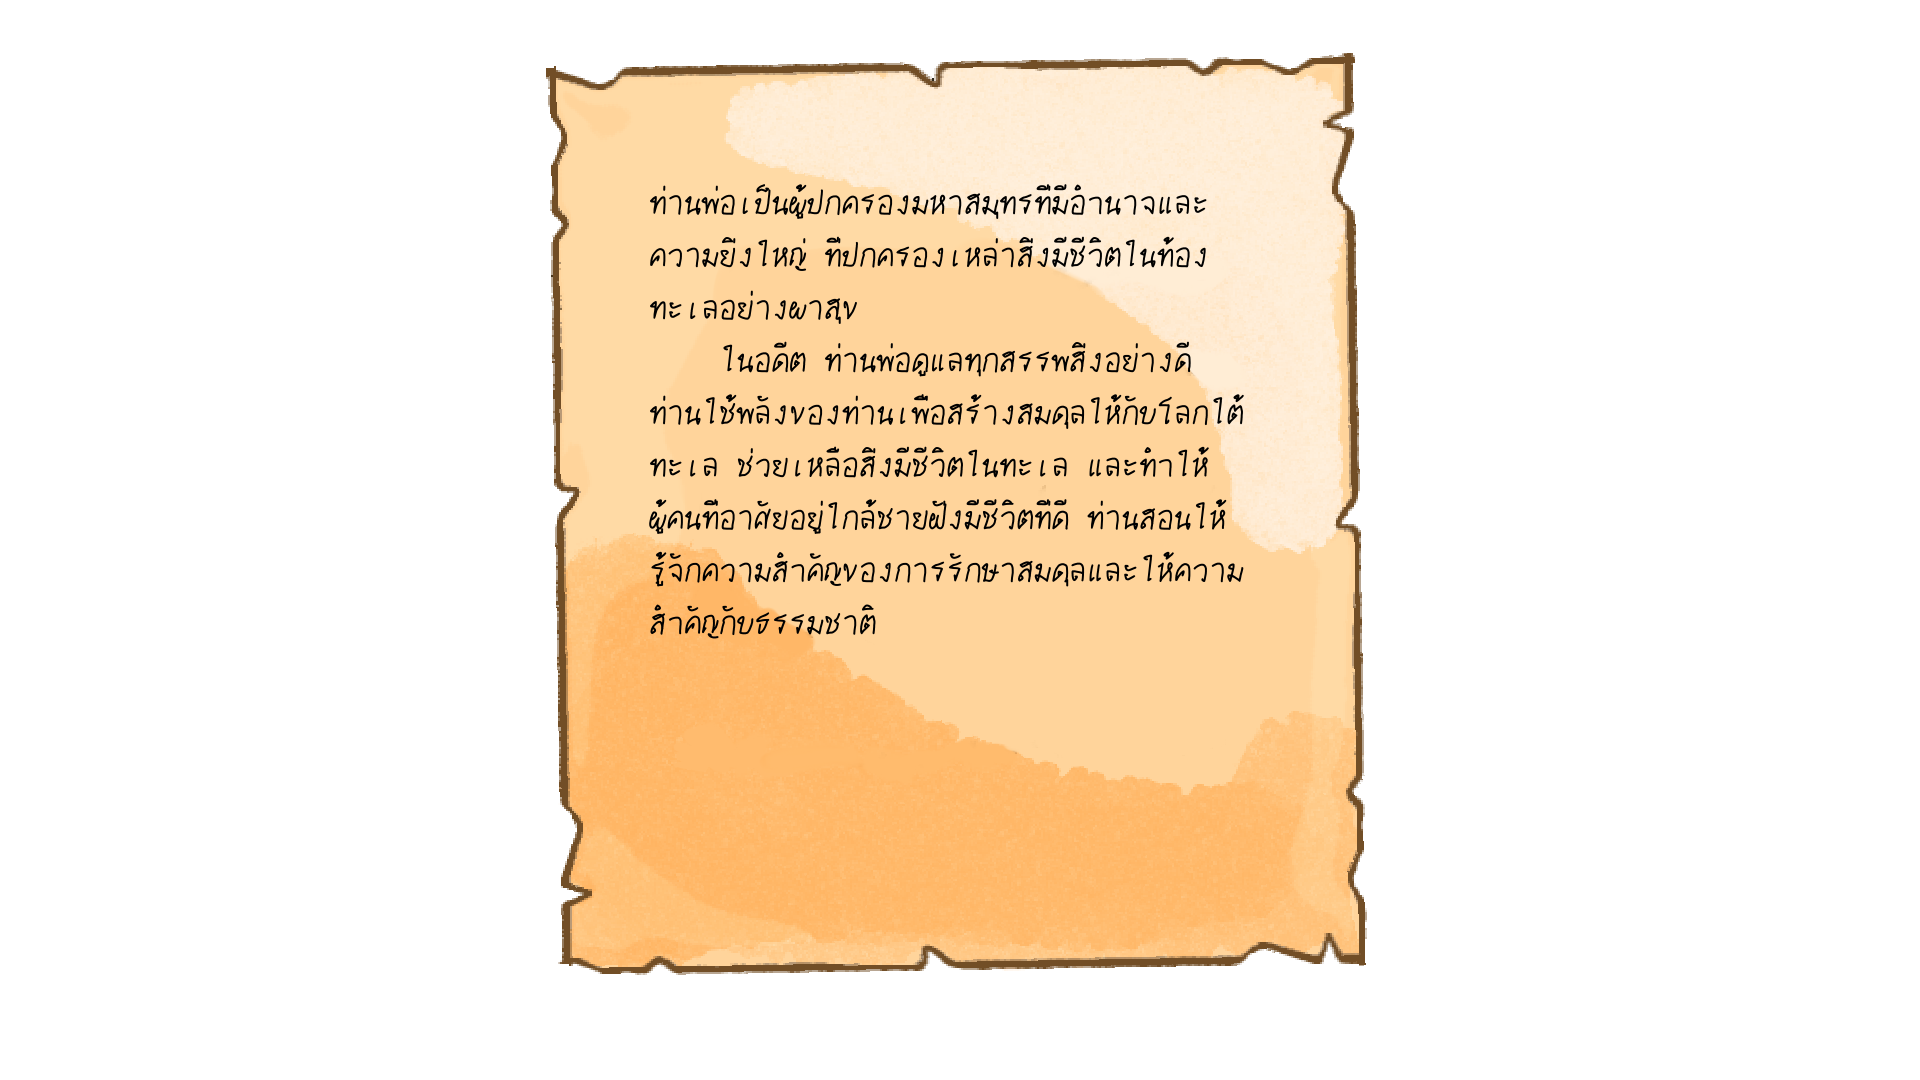 ท่านพ่อเป็นผู้ปกครองมหาสมุทรที่มีอำนาจและ
ความยิ่งใหญ่ ที่ปกครองเหล่าสิ่งมีชีวิตในท้อง
ทะเลอย่างผาสุข
ในอดีต ท่านพ่อดูแลทุกสรรพสิ่งอย่างดี
ท่านใช้พลังของท่านเพื่อสร้างสมดุลให้กับโลกใต้
ทะเล ช่วยเหลือสิ่งมีชีวิตในทะเล และทำให้
ผู้คนที่อาศัยอยู่ใกล้ชายฝั่งมีชีวิตที่ดี ท่านสอนให้
รู้จักความสำคัญของการรักษาสมดุลและให้ความ
สำคัญกับธรรมชาติ